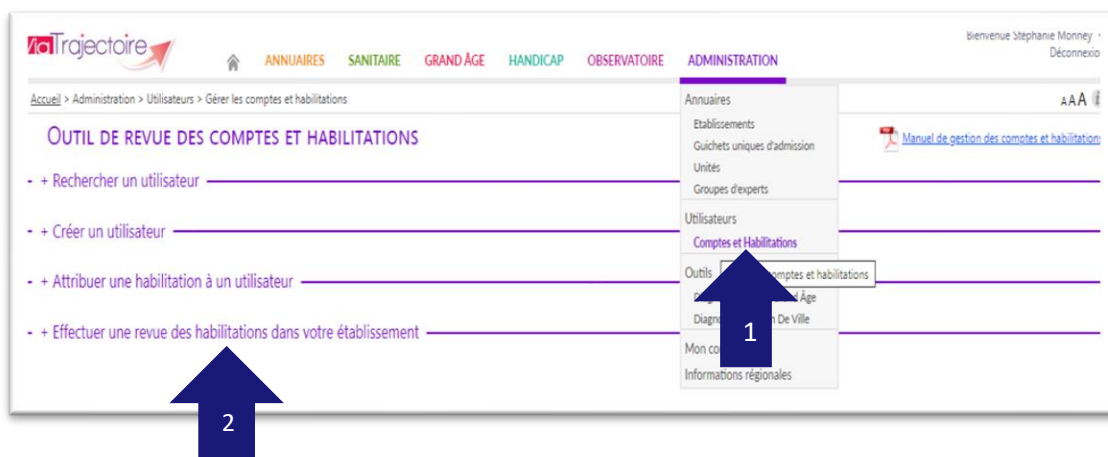 viaTrajectoire
Bienvenue Stéphanie Monney
Déconnexio
ANNUAIRES SANITAIRE GRAND ÂGE HANDICAP OBSERVATOIRE ADMINISTRATION
Accueil > Administration > Utilisateurs > Gérer les comptes et habilitations
AAA i
OUTIL DE REVUE DES COMPTES ET HABILITATIONS
Manuel de gestion des comptes et habilitations
- + Rechercher un utilisateur
- + Créer un utilisateur
- + Attribuer une habilitation à un utilisateur
- + Effectuer une revue des habilitations dans votre établissement
Annuaires
Etablissements
Guichets uniques d'admission
Unités
Groupes d'experts
Utilisateurs
Comptes et Habilitations
Outils
comptes et habilitations
Âge
De Ville
Mon co
Informations régionales
1
2